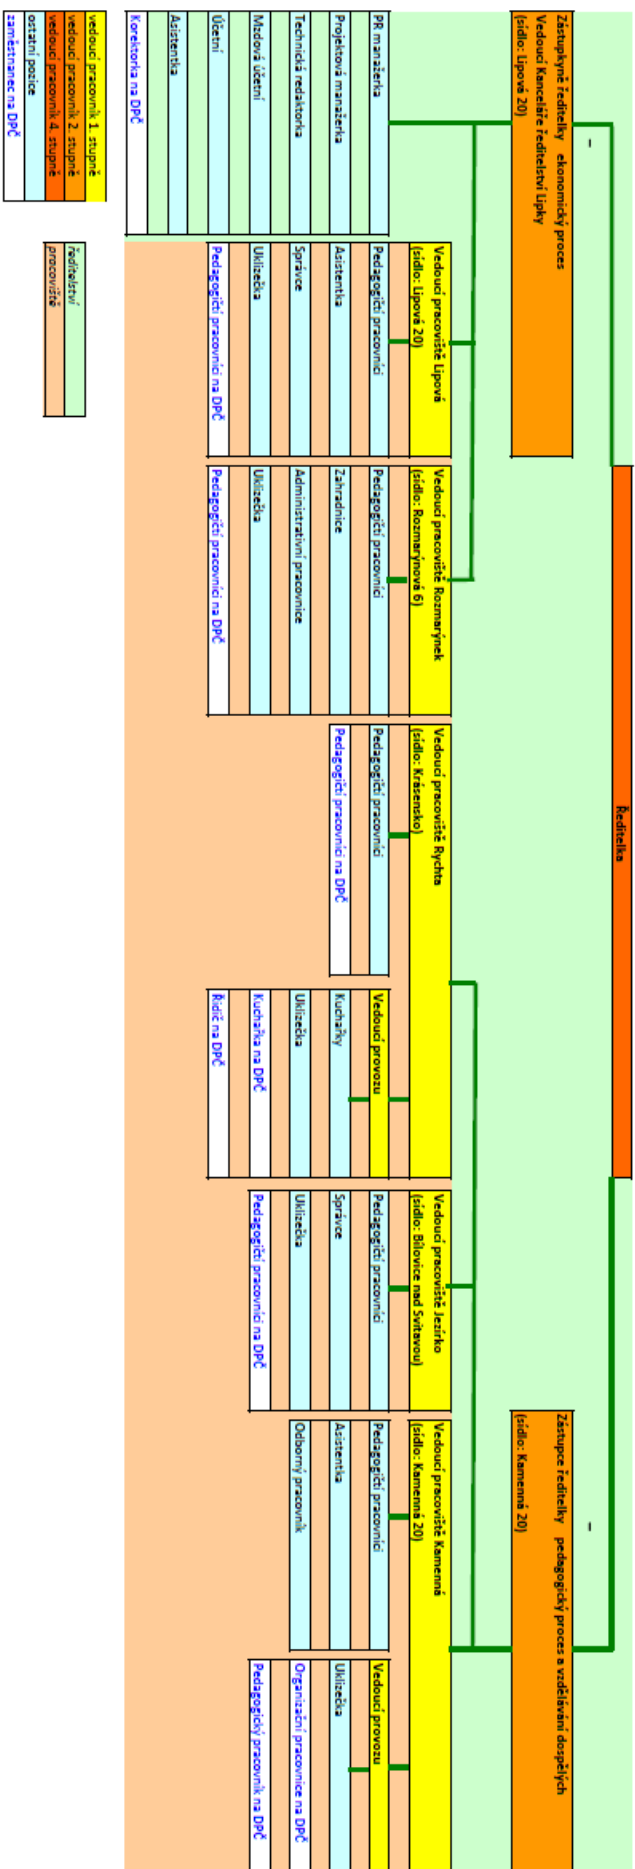 Ředitelka
Zástupkyně ředitelky ekonomický proces
Vedoucí Kanceláře ředitelství Lipky
(sídlo: Lipová 20)
–
Zástupce ředitelky pedagogický proces a vzdělávání dospělých
(sídlo: Kamenná 20)
–
PR manažerka
Projektová manažerka
Technická redaktorka
Mzdová účetní
Účetní
Asistentka
Korektorka na DPČ
Vedoucí pracoviště Lipová
(sídlo: Lipová 20)
Pedagogičtí pracovníci
Asistentka
Správce
Uklízečka
Pedagogičtí pracovníci na DPČ
Vedoucí pracoviště Rozmarýnek
(sídlo: Rozmarýnová 6)
Pedagogičtí pracovníci
Zahradnice
Administrativní pracovnice
Uklízečka
Pedagogičtí pracovníci na DPČ
Vedoucí pracoviště Rychta
(sídlo: Krásensko)
Pedagogičtí pracovníci
Pedagogičtí pracovníci na DPČ
Vedoucí provozu
Kuchařky
Uklízečka
Kuchařka na DPČ
Řidič na DPČ
Vedoucí pracoviště Jezírko
(sídlo: Bílovice nad Svitavou)
Pedagogičtí pracovníci
Správce
Uklízečka
Pedagogičtí pracovníci na DPČ
Vedoucí pracoviště Kamenná
(sídlo: Kamenná 20)
Pedagogičtí pracovníci
Asistentka
Odborný pracovník
Vedoucí provozu
Uklízečka
Organizační pracovnice na DPČ
Pedagogický pracovník na DPČ
vedoucí pracovník 1. stupně
vedoucí pracovník 2. stupně
vedoucí pracovník 4. stupně
ostatní pozice
zaměstnanec na DPČ
ředitelství
pracoviště